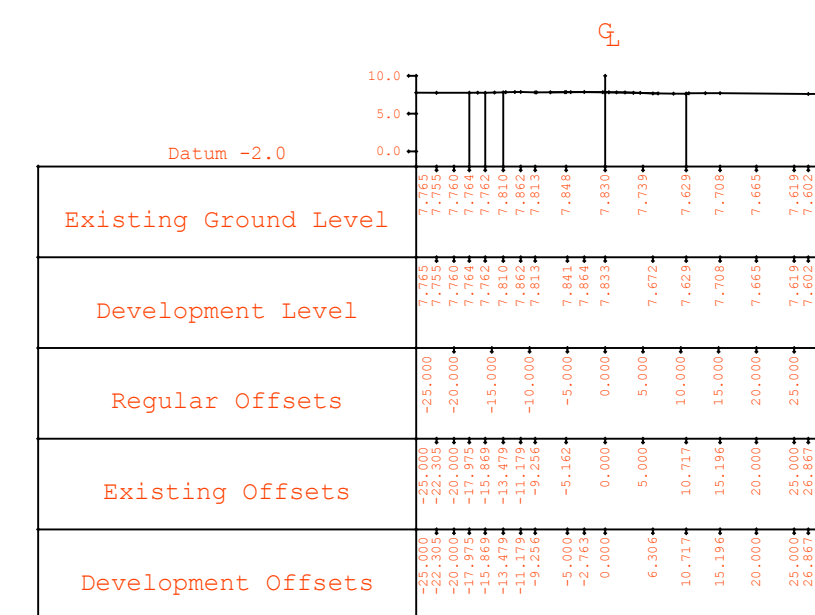 CL
10.0
5.0
Datum -2.0 0.0
Existing Ground Level 7.765 7.755 7.760 7.764 7.762 7.810 7.862 7.813 7.848 7.830 7.739 7.629 7.708 7.665 7.619 7.602
Development Level 7.765 7.755 7.760 7.764 7.762 7.810 7.862 7.813 7.841 7.864 7.833 7.672 7.629 7.708 7.665 7.619 7.602
Regular Offsets -25.000 -20.000 -15.000 -10.000 -5.000 0.000 5.000 10.000 15.000 20.000 25.000
Existing Offsets -25.000 -22.305 -20.000 -17.975 -15.869 -13.479 -11.179 -9.256 -5.162 0.000 5.000 10.717 15.196 20.000 25.000 26.867
Development Offsets -25.000 -22.305 -20.000 -17.975 -15.869 -13.479 -11.179 -9.256 -5.000 -2.763 0.000 6.306 10.717 15.196 20.000 25.000 26.867